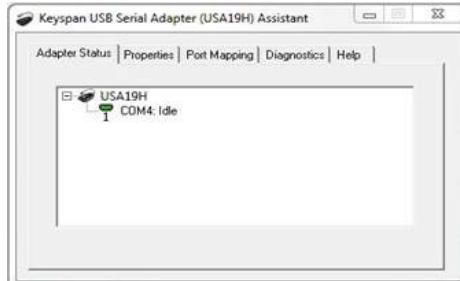 Keyspan USB Serial Adapter (USA19H) Assistant
Adapter Status Properties Port Mapping Diagnostics Help
USA19H
1 COM4: Idle